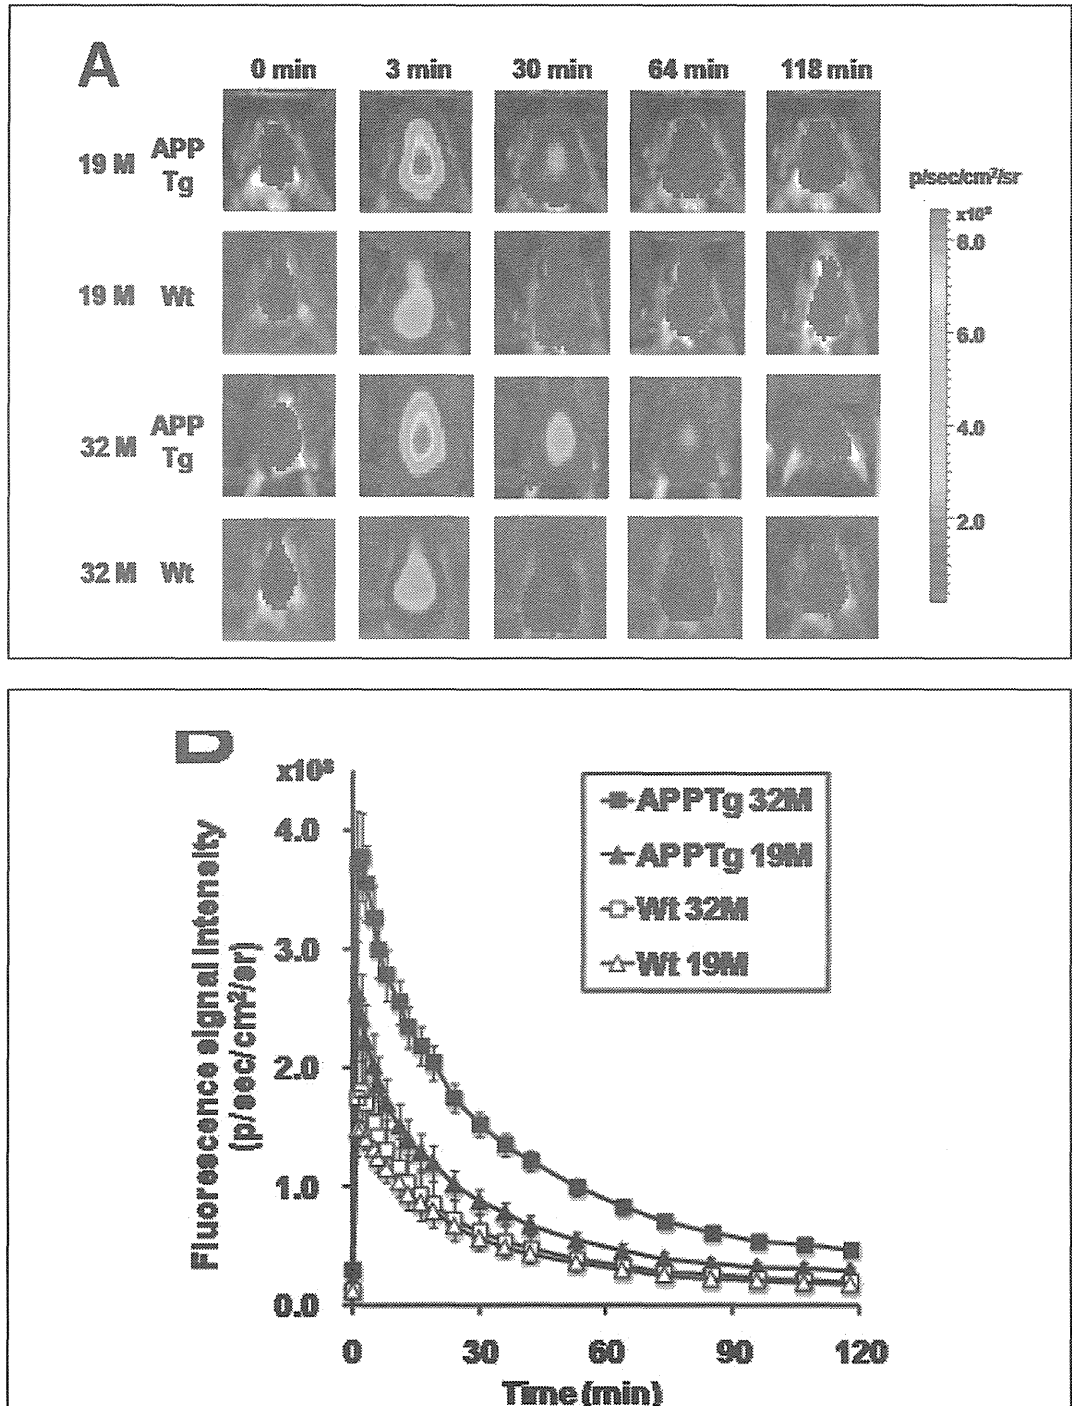 A
0 min 3 min 30 min 64 min 118 min
19 M APP Tg
19 M Wt
32 M APP Tg
32 M Wt
p/sec/cm²/sr
8.0
6.0
4.0
2.0
Fluorescence signal intensity
(p/sec/cm²/sr)
4.0
3.0
2.0
1.0
0.0
APPTg 32M
APPTg 19M
Wt 32M
Wt 19M
0 30 60 90 120
Time (min)